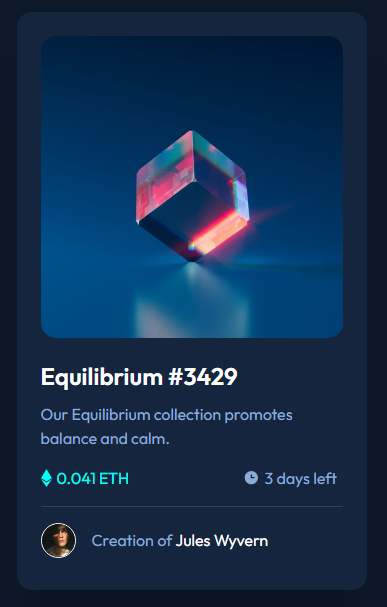 Equilibrium #3429
Our Equilibrium collection promotes
balance and calm.
0.041 ETH 3 days left
Creation of Jules Wyvern